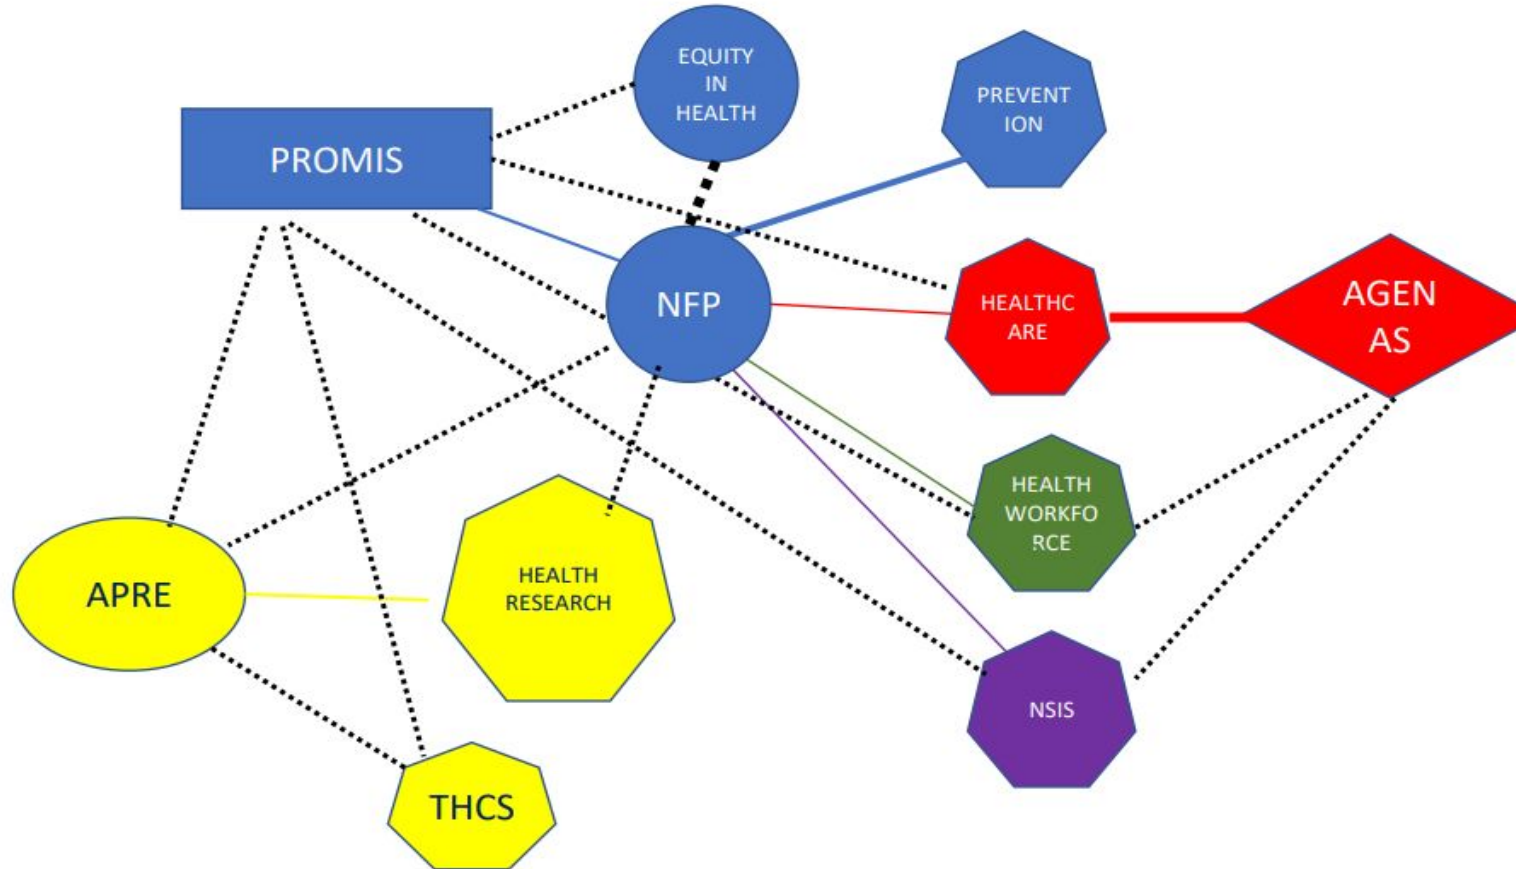 EQUITY
IN
HEALTH
PREVENT
ION
PROMIS
NFP
HEALTHC
ARE
AGEN
AS
HEALTH
WORKFO
RCE
HEALTH
RESEARCH
APRE
NSIS
THCS